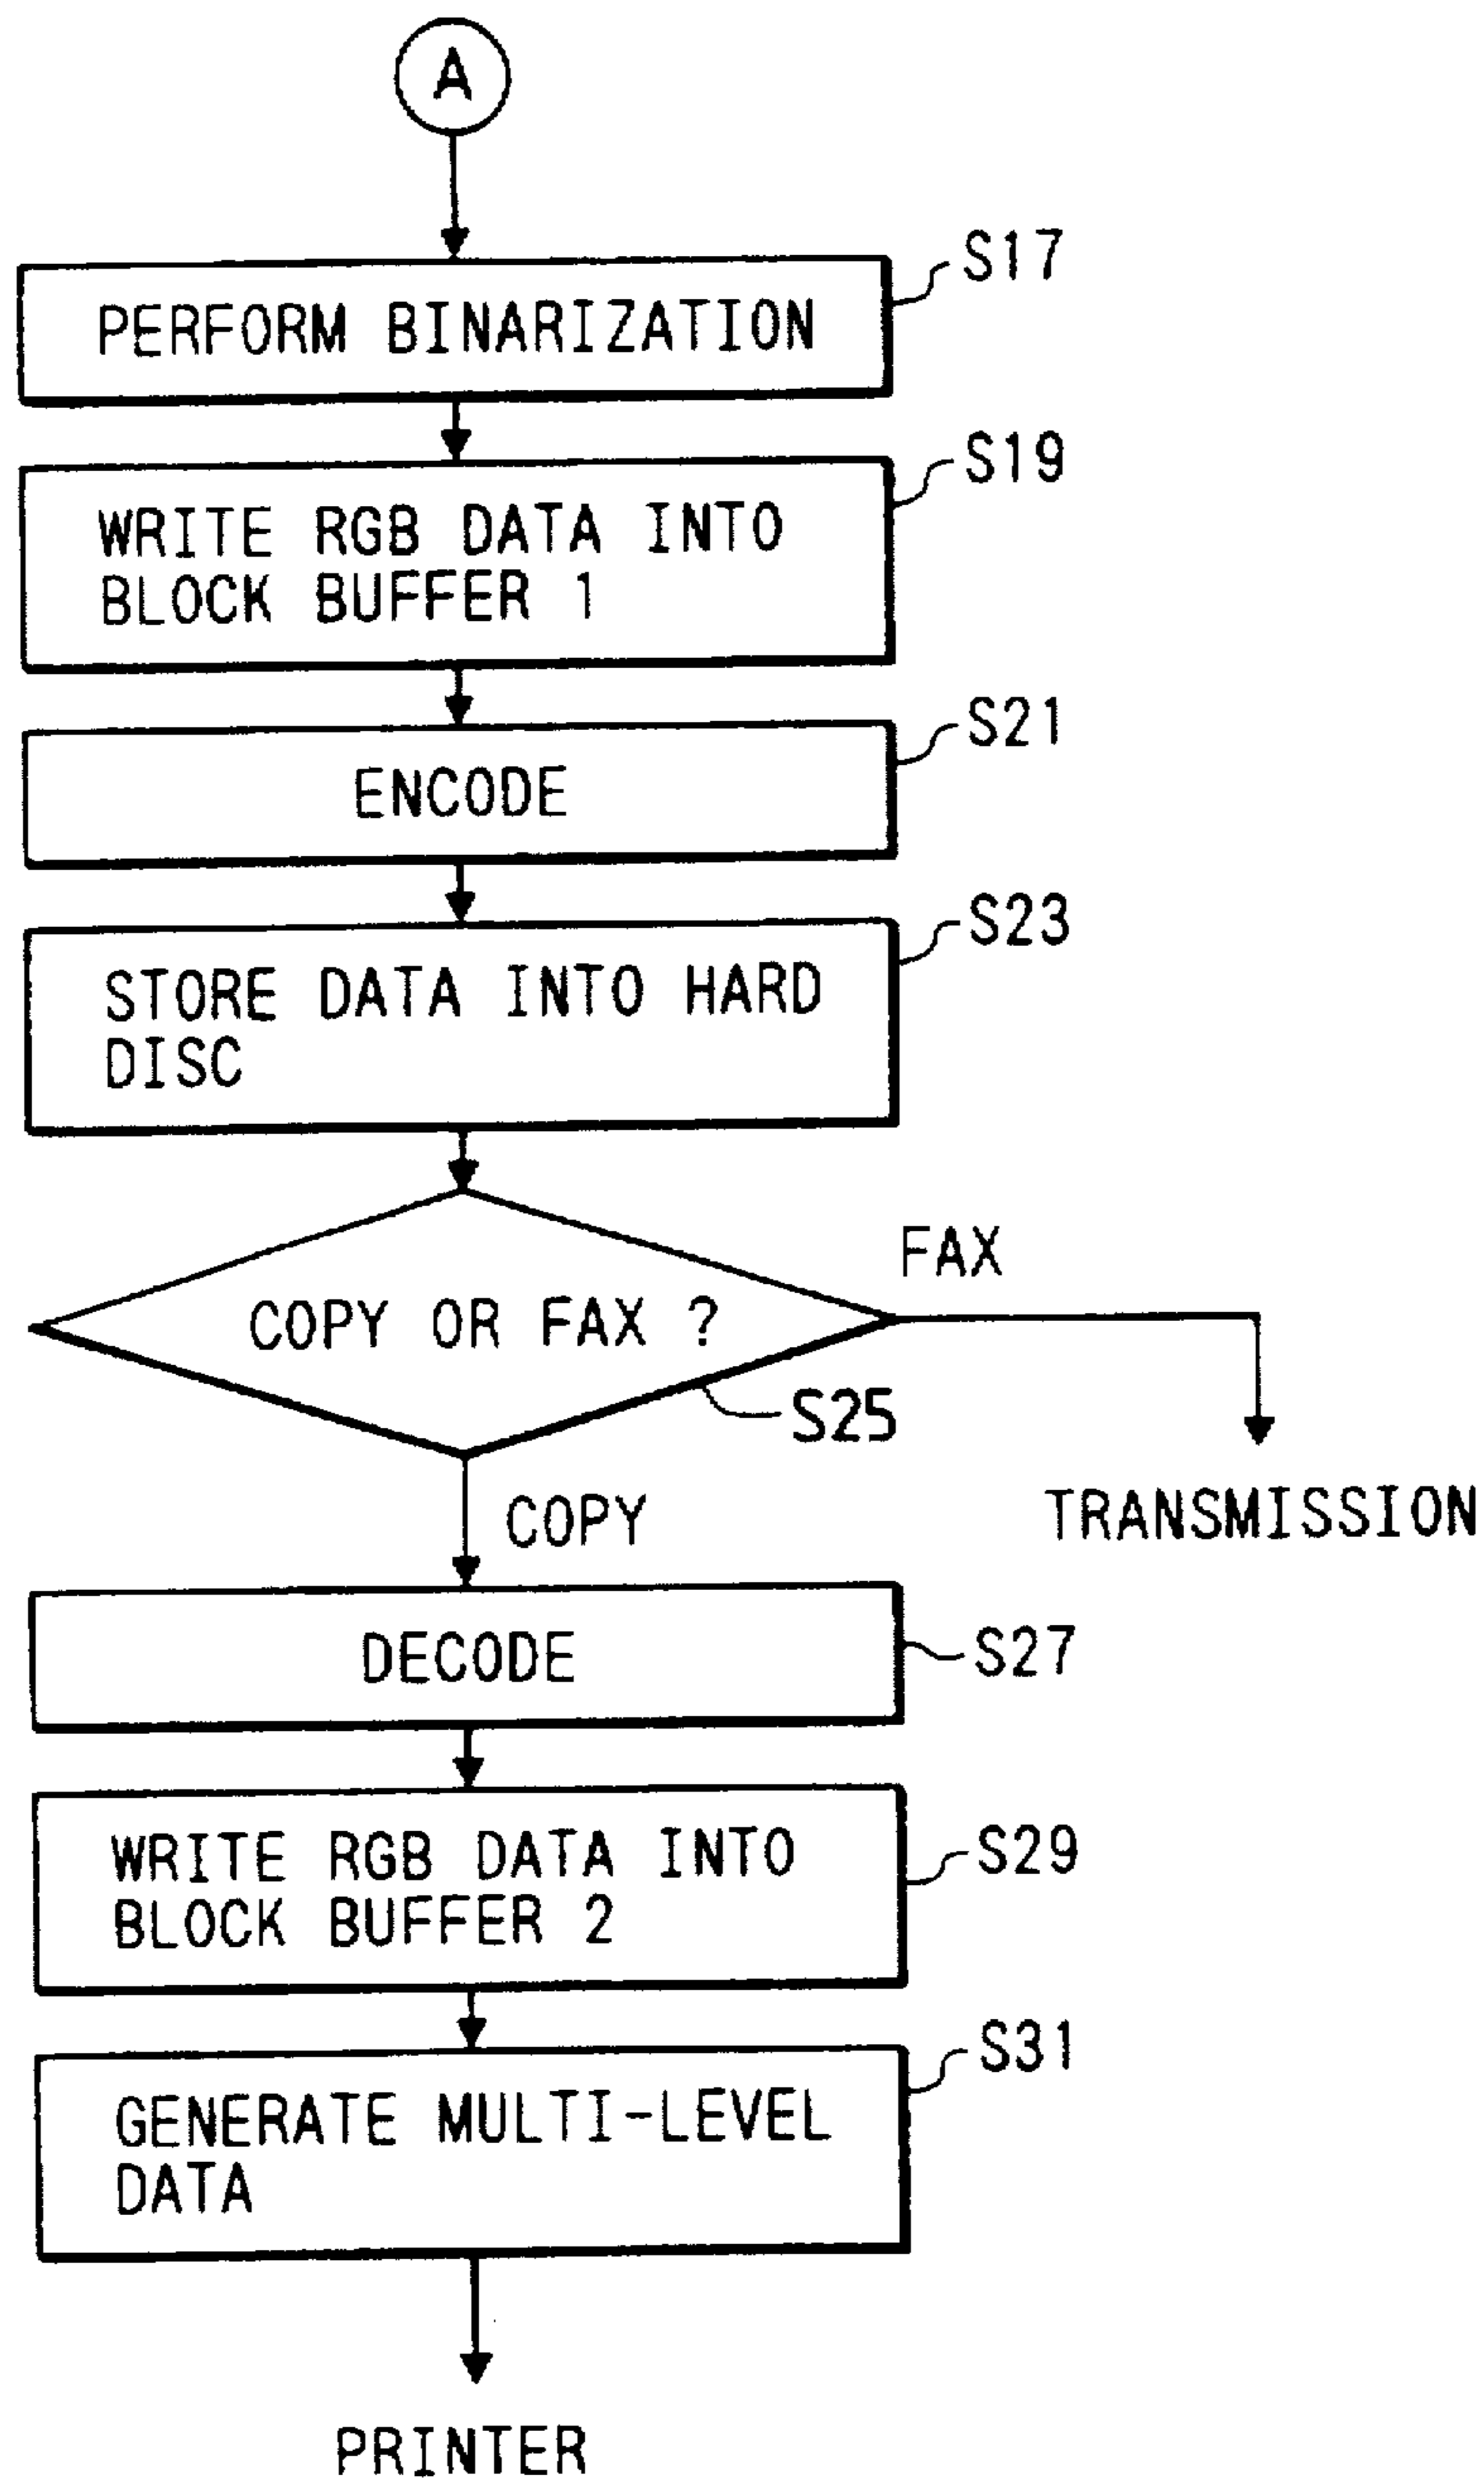 A
S17
PERFORM BINARIZATION
S19
WRITE RGB DATA INTO
BLOCK BUFFER 1
S21
ENCODE
S23
STORE DATA INTO HARD
DISC
FAX
COPY OR FAX ?
S25
COPY
TRANSMISSION
DECODE
S27
WRITE RGB DATA INTO
BLOCK BUFFER 2
S29
S31
GENERATE MULTI-LEVEL
DATA
PRINTER